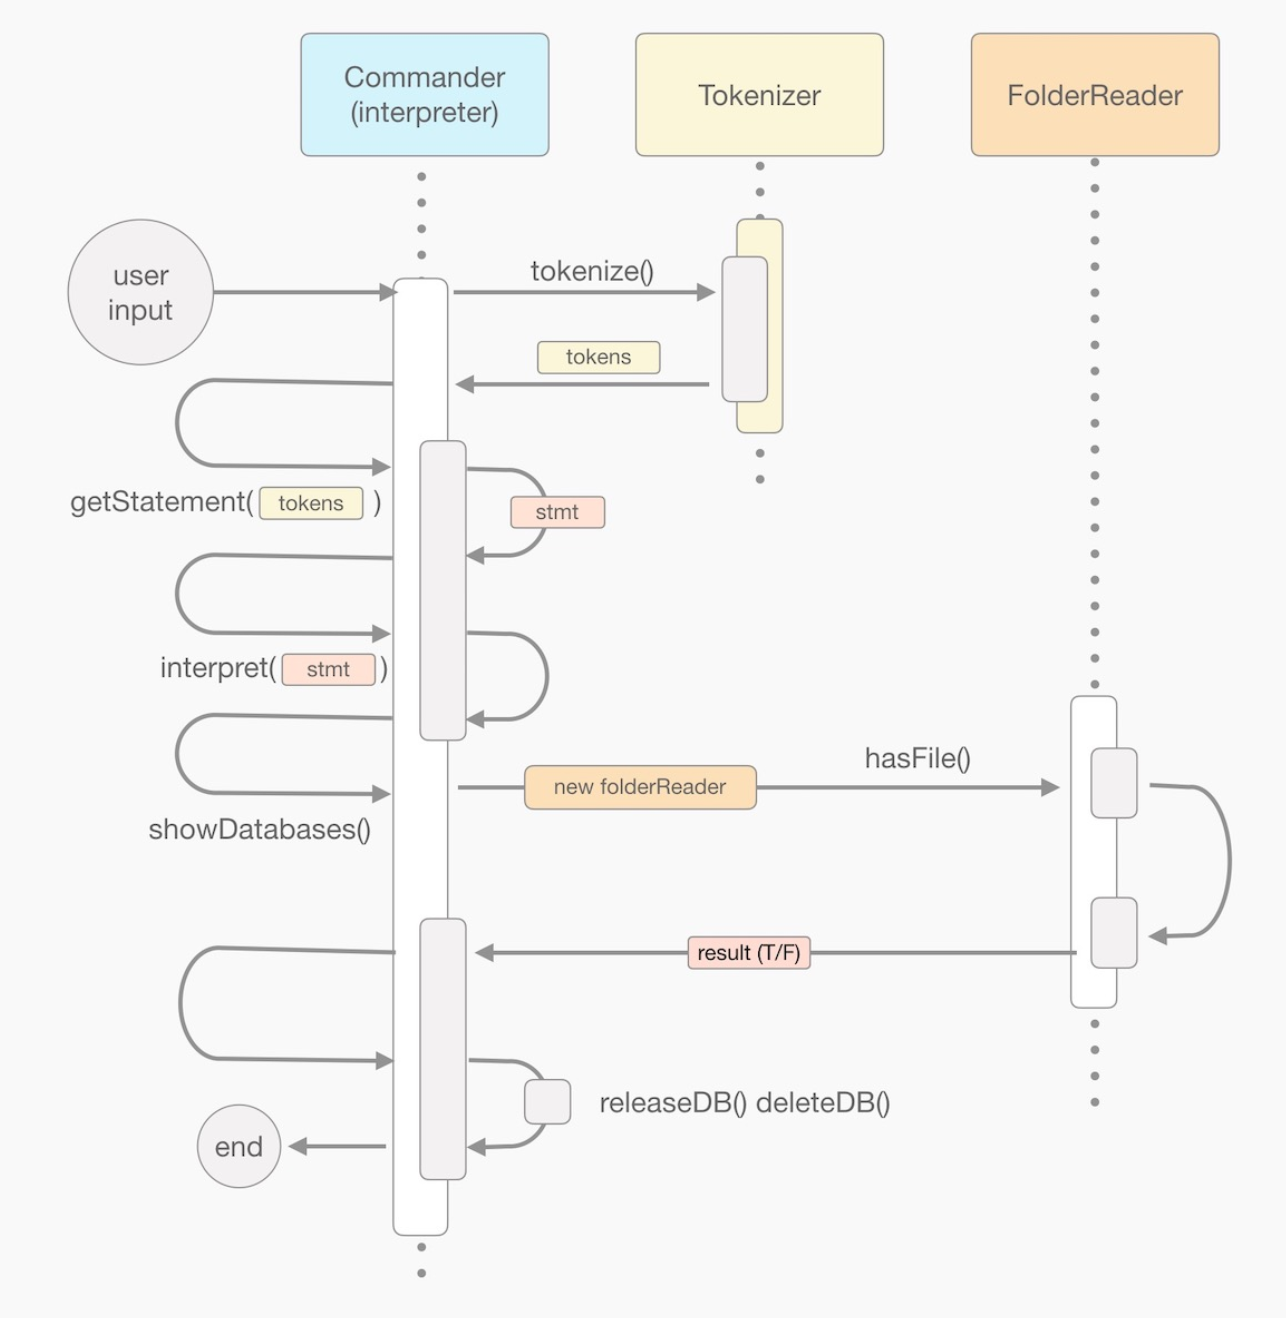 Commander
(interpreter)
Tokenizer
FolderReader
user
input
tokenize()
tokens
getStatement( tokens )
stmt
interpret( stmt )
new folderReader
hasFile()
showDatabases()
result (T/F)
releaseDB() deleteDB()
end